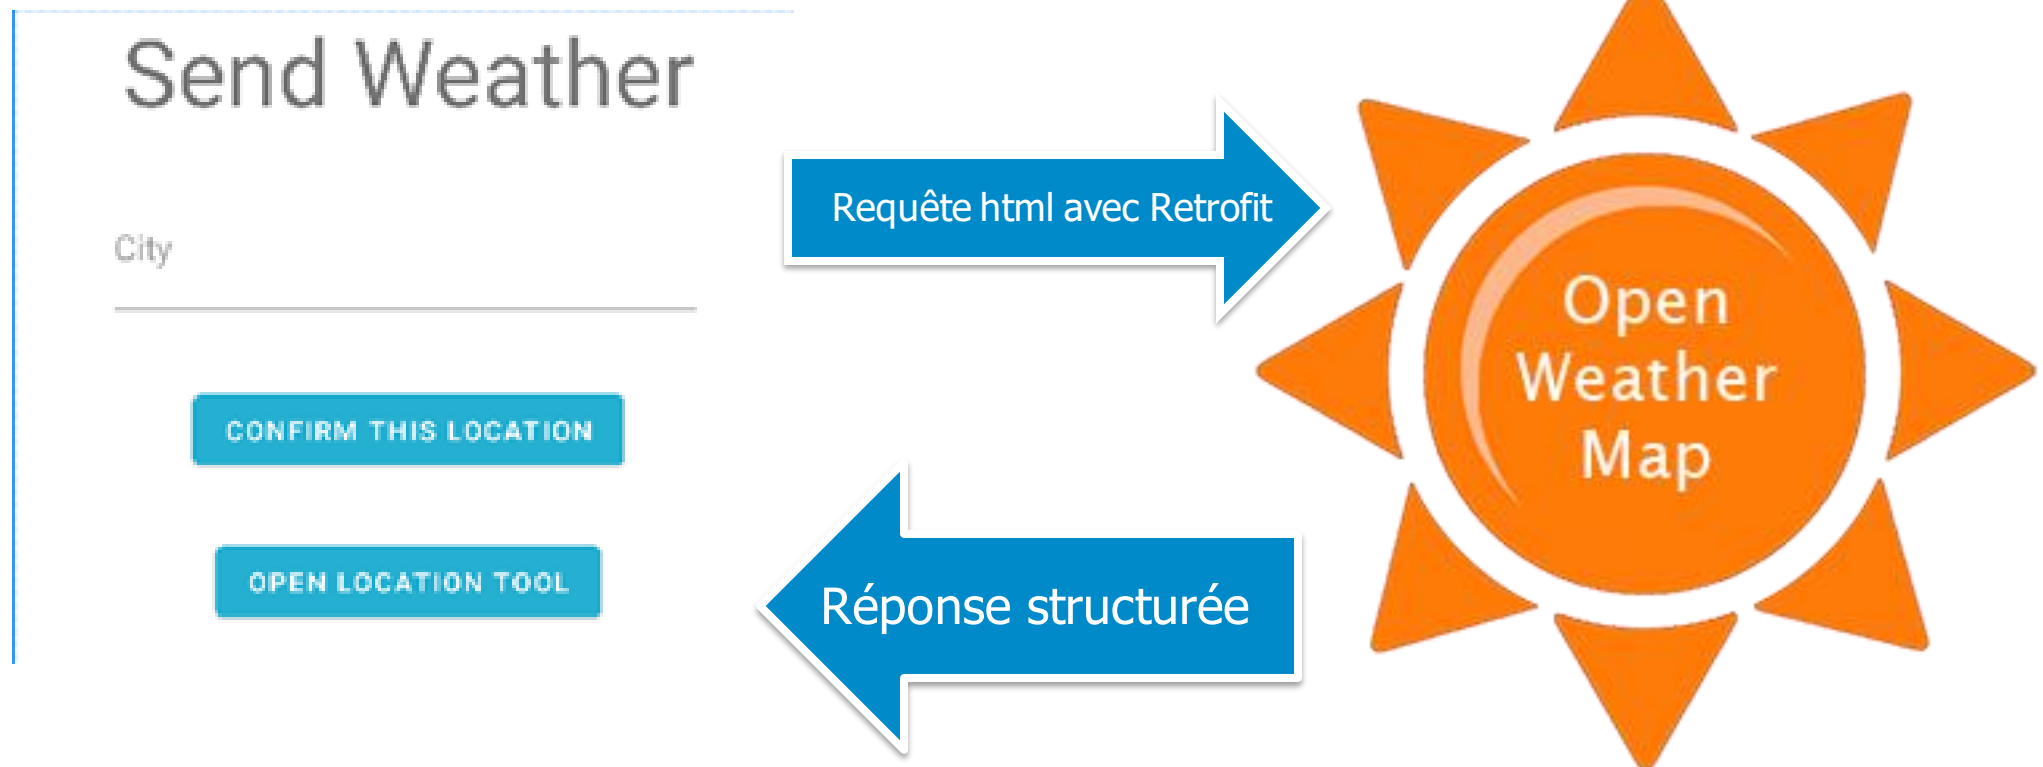 Send Weather
City
CONFIRM THIS LOCATION
OPEN LOCATION TOOL
Requête html avec Retrofit
Réponse structurée
Open
Weather
Map